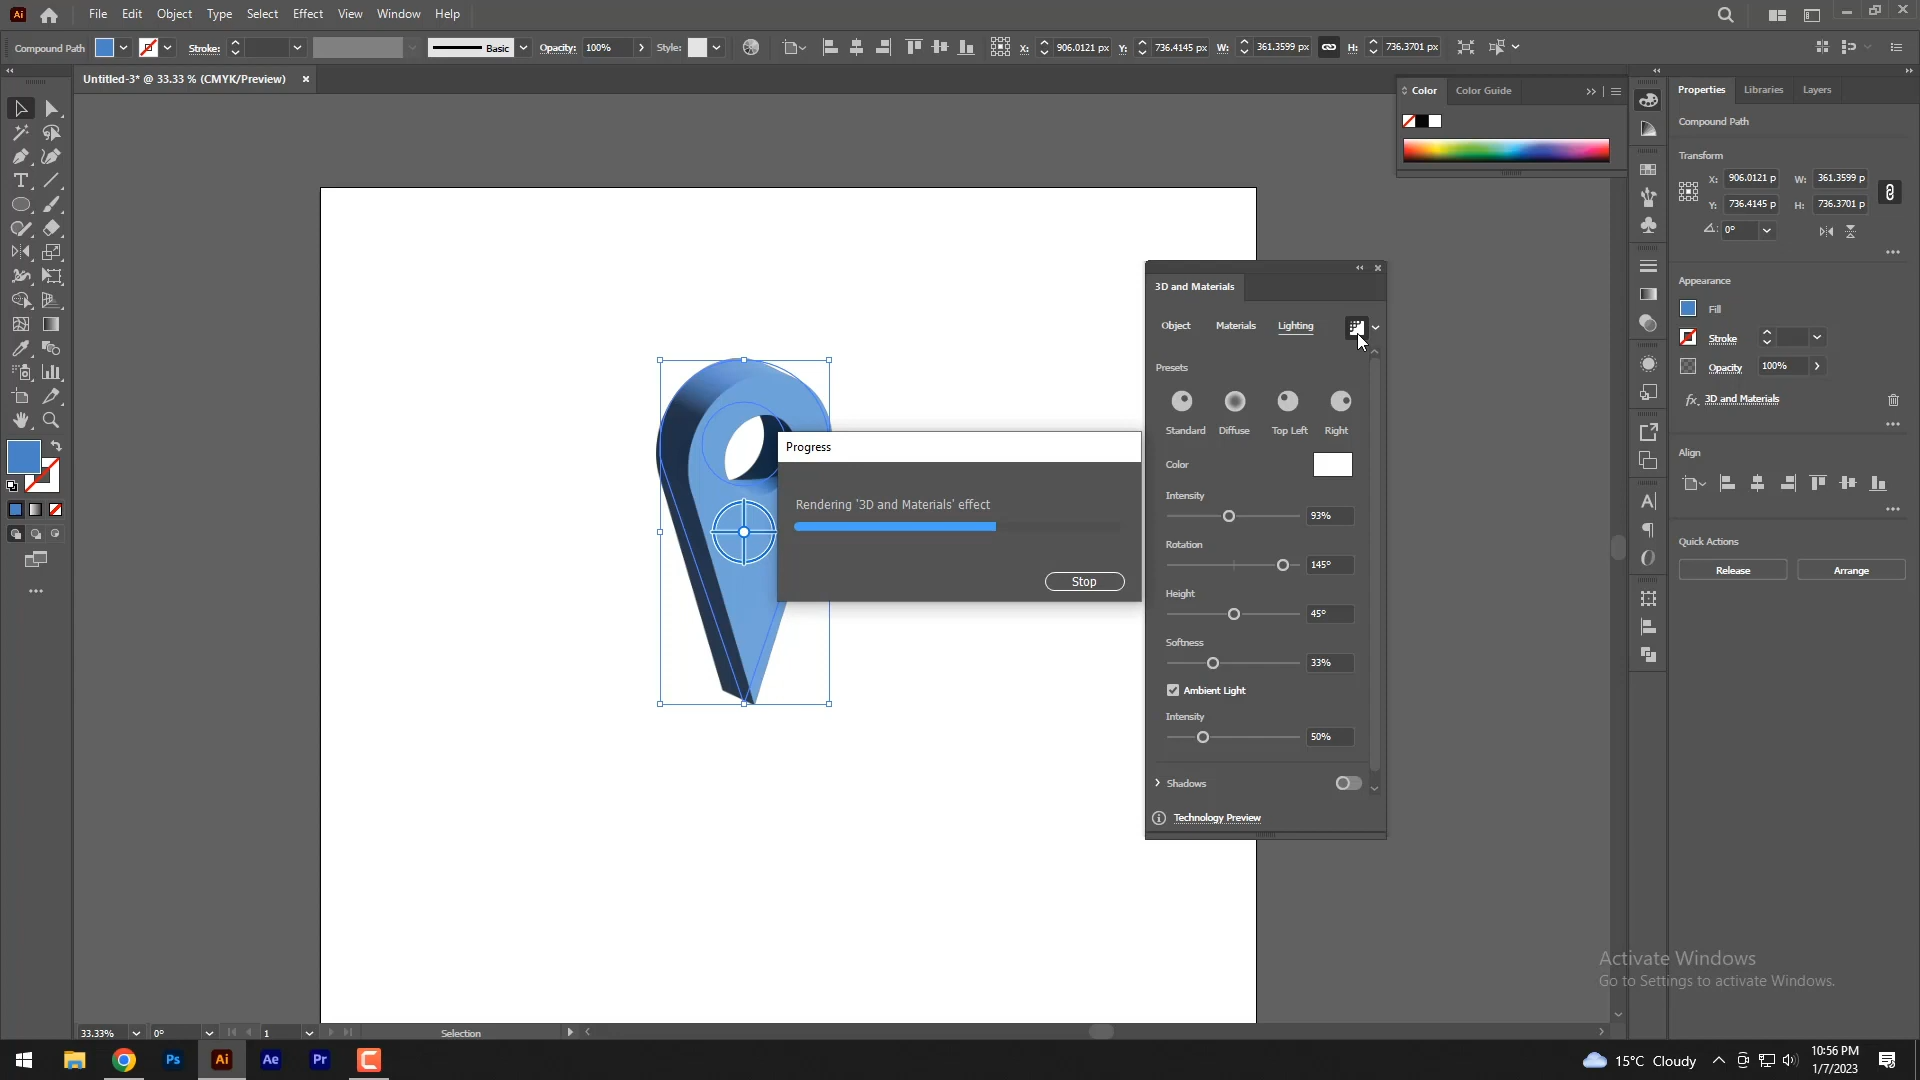 Ai
File Edit Object Type Select Effect View Window Help
Compound Path Stroke: Basic Opacity: 100% Style: X: 906.0121 px Y: 736.4145 px W: 361.3599 px H: 736.3701 px
Untitled-3* @ 33.33 % (CMYK/Preview)
Color Color Guide
Properties Libraries Layers
Compound Path
Transform
X: 906.0121 p W: 361.3599 p
Y: 736.4145 p H: 736.3701 p
0°
Appearance
Fill
Stroke
Opacity 100%
fx. 3D and Materials
Align
Quick Actions
Release Arrange
3D and Materials
Object Materials Lighting
Presets
Standard Diffuse Top Left Right
Color
Intensity
93%
Rotation
145°
Height
45°
Softness
33%
Ambient Light
Intensity
50%
Shadows
Technology Preview
Progress
Rendering '3D and Materials' effect
Stop
Activate Windows
Go to Settings to activate Windows.
33.33% 0° 1 Selection
Ps Ai Ae Pr
15°C Cloudy
10:56 PM
1/7/2023